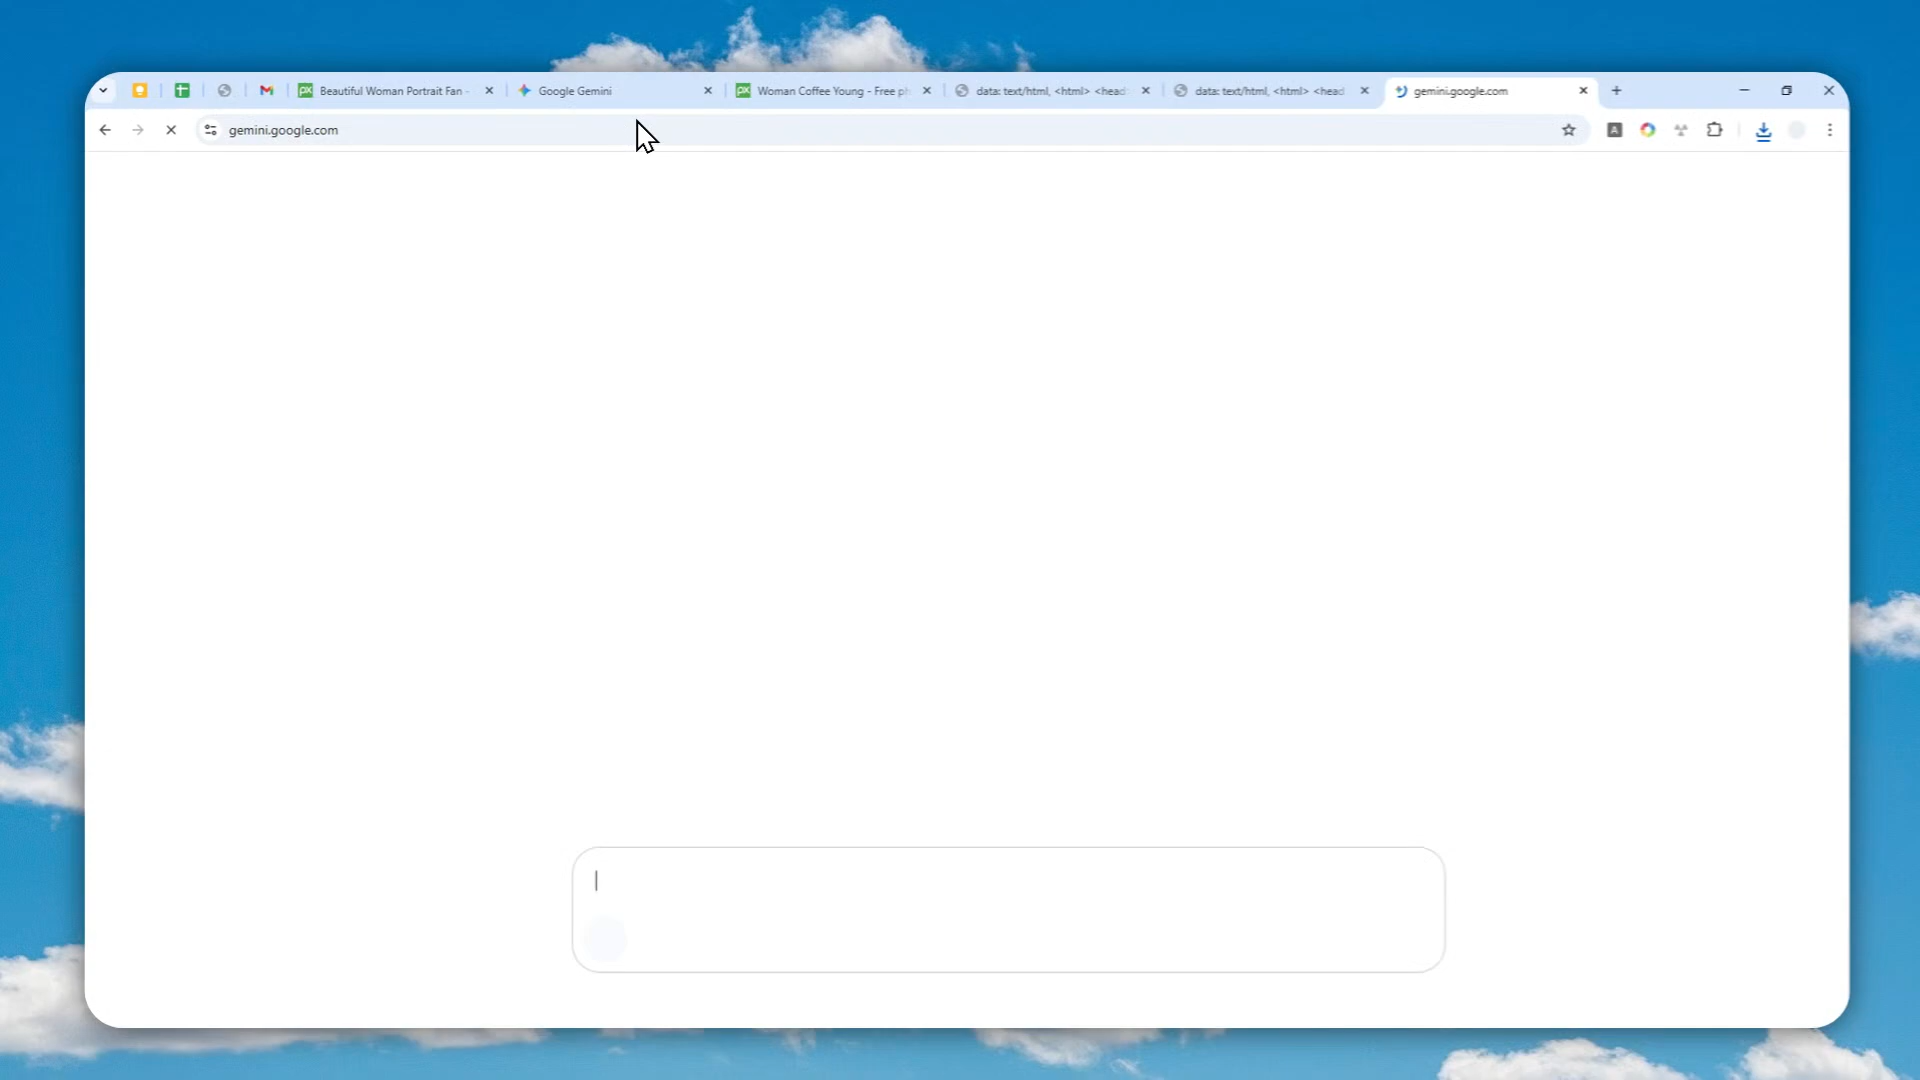 Beautiful Woman Portrait Fan -
Google Gemini
Woman Coffee Young - Free ph
data: text/html, <html> <head
data: text/html, <html> <head
gemini.google.com
gemini.google.com